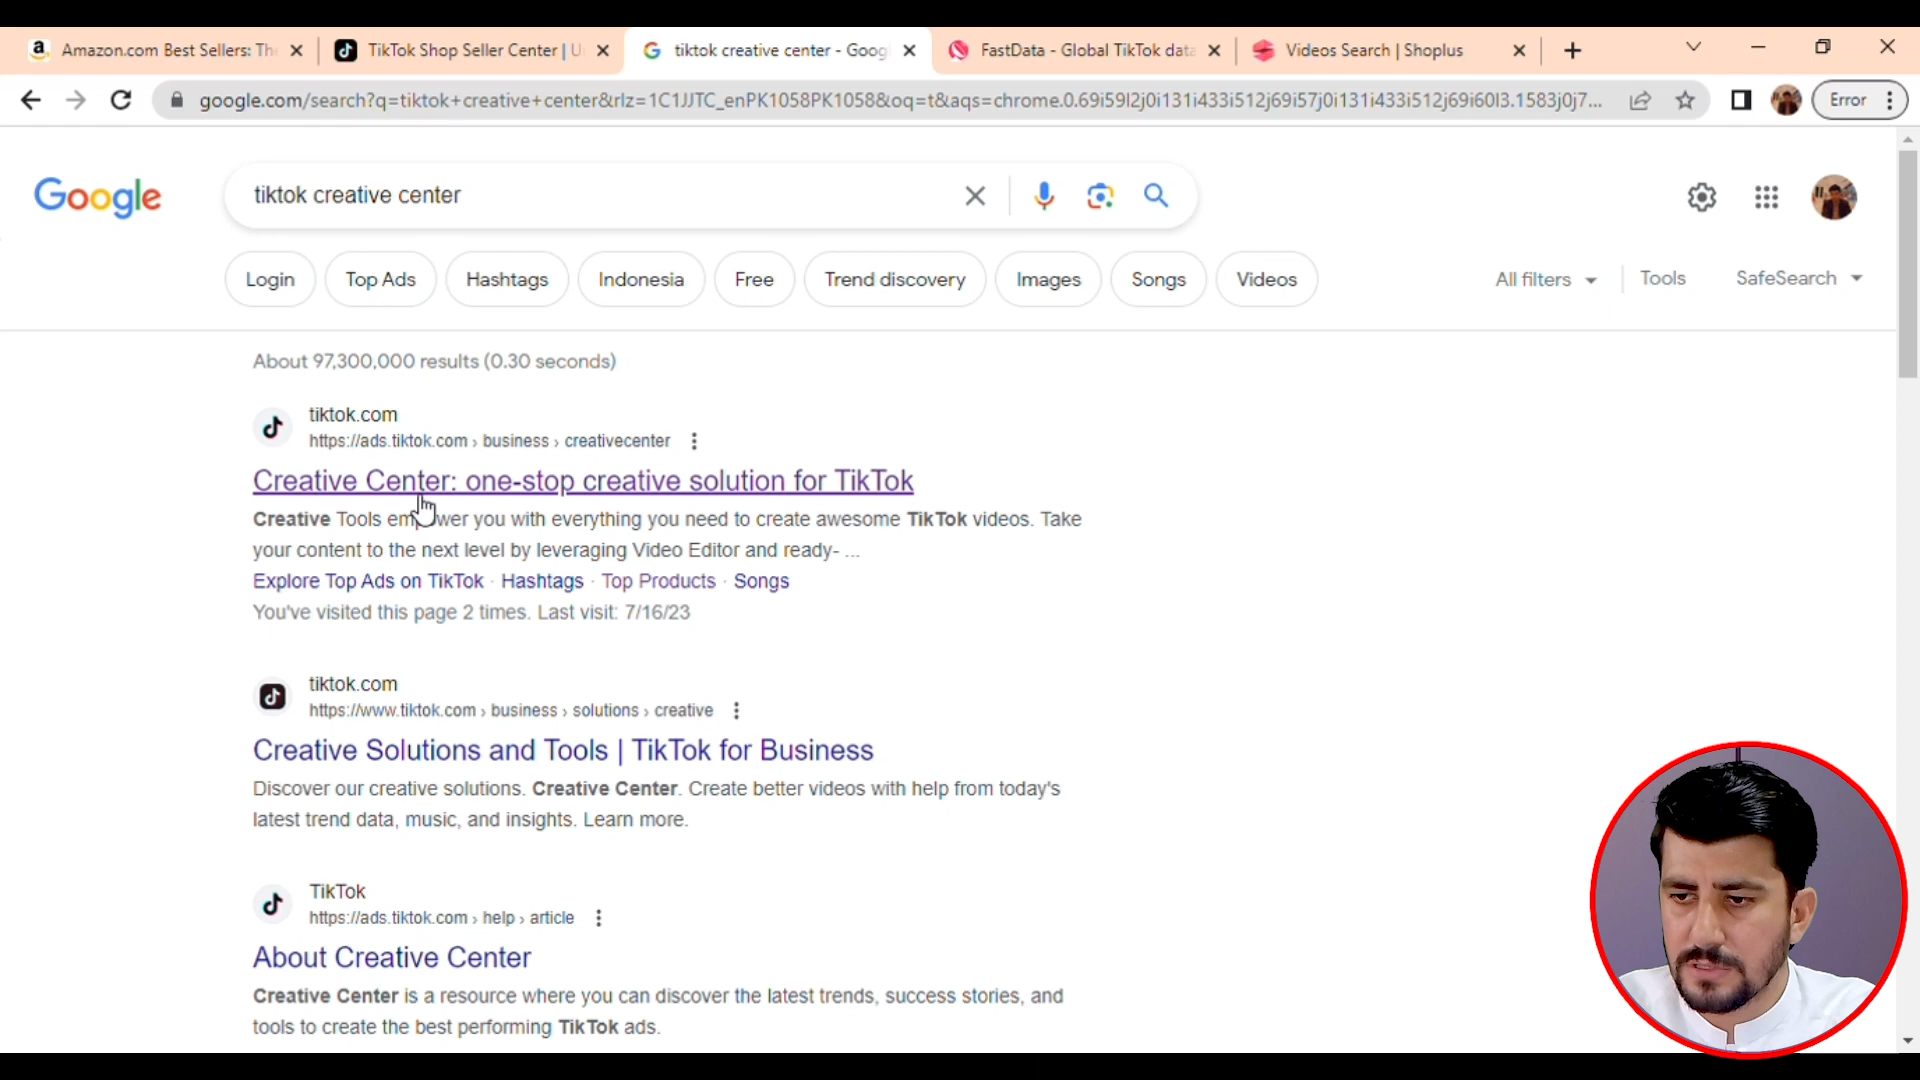 Amazon.com Best Sellers: Th
TikTok Shop Seller Center | U
tiktok creative center - Goog
FastData - Global TikTok data
Videos Search | Shoplus
google.com/search?q=tiktok+creative+center&rlz=1C1JJTC_enPK1058PK1058&oq=t&aqs=chrome.0.69i59l2j0i131i433i512j69i57j0i131i433i512j69i60l3.1583j0j7...
Error
Google
tiktok creative center
Login
Top Ads
Hashtags
Indonesia
Free
Trend discovery
Images
Songs
Videos
All filters
Tools
SafeSearch
About 97,300,000 results (0.30 seconds)
tiktok.com
https://ads.tiktok.com › business › creativecenter
Creative Center: one-stop creative solution for TikTok
Creative Tools empower you with everything you need to create awesome TikTok videos. Take
your content to the next level by leveraging Video Editor and ready- ...
Explore Top Ads on TikTok · Hashtags · Top Products · Songs
You've visited this page 2 times. Last visit: 7/16/23
tiktok.com
https://www.tiktok.com › business › solutions › creative
Creative Solutions and Tools | TikTok for Business
Discover our creative solutions. Creative Center. Create better videos with help from today's
latest trend data, music, and insights. Learn more.
TikTok
https://ads.tiktok.com › help › article
About Creative Center
Creative Center is a resource where you can discover the latest trends, success stories, and
tools to create the best performing TikTok ads.